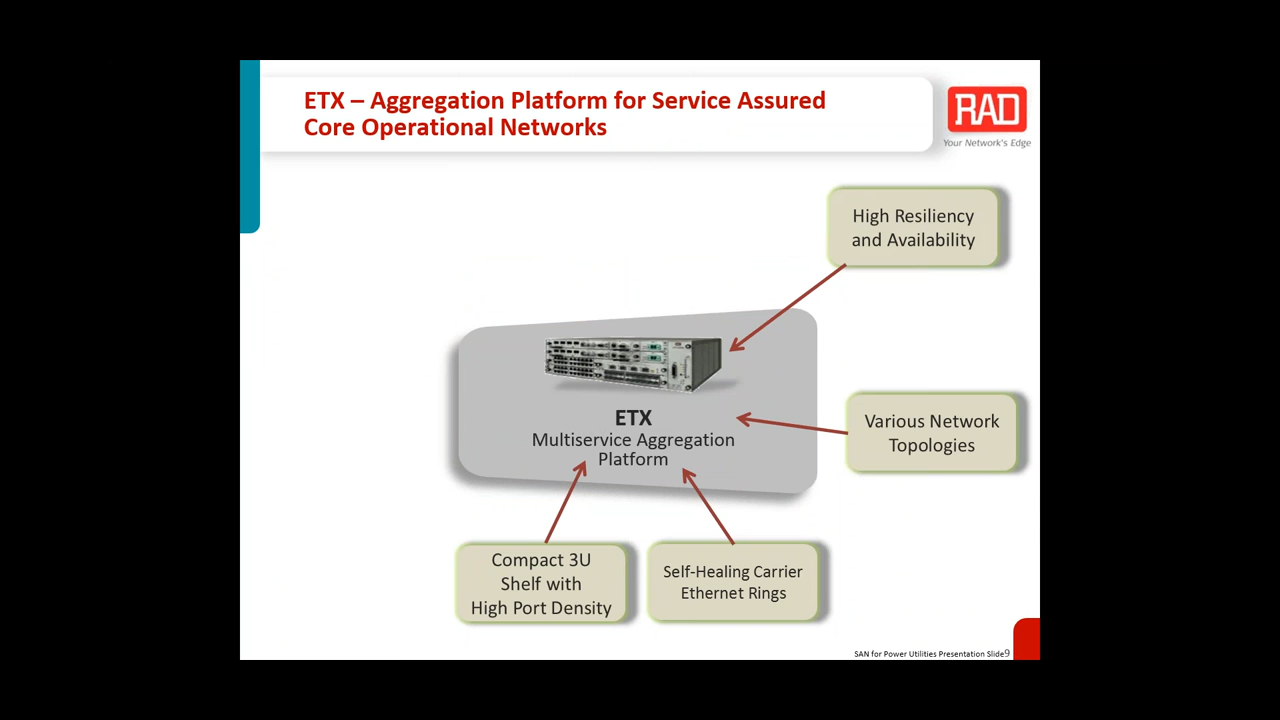 ETX – Aggregation Platform for Service Assured
Core Operational Networks
RAD
Your Network's Edge
High Resiliency
and Availability
ETX
Multiservice Aggregation
Platform
Various Network
Topologies
Compact 3U
Shelf with
High Port Density
Self-Healing Carrier
Ethernet Rings
SAN for Power Utilities Presentation Slide9